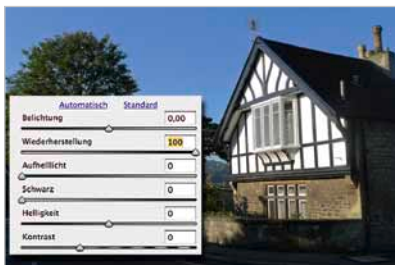 Automatisch Standard
Belichtung 0,00
Wiederherstellung 100
Aufhelllicht 0
Schwarz 0
Helligkeit 0
Kontrast 0